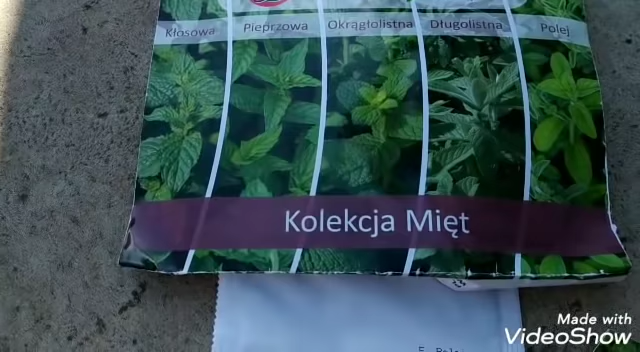 Kłosowa Pieprzowa Okrągłolistna Długolistna Polej
Kolekcja Mięt
Made with
VideoShow